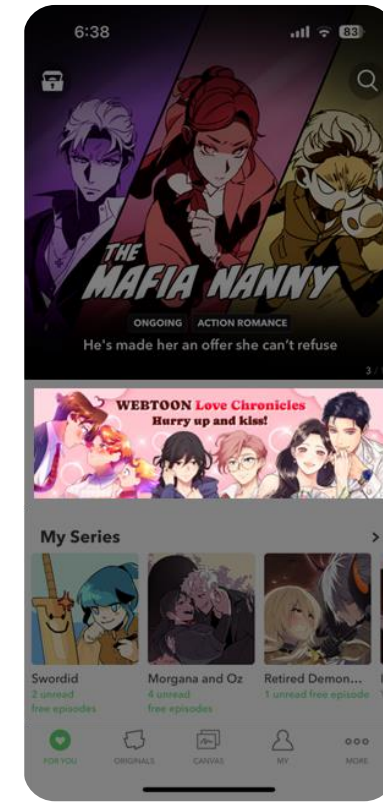 6:38
83
THE
MAFIA NANNY
ONGOING ACTION ROMANCE
He's made her an offer she can't refuse
3 /
WEBTOON Love Chronicles
Hurry up and kiss!
My Series
>
Swordid Morgana and Oz Retired Demon...
2 unread 4 unread 1 unread free episode
free episodes free episodes
FOR YOU ORIGINALS CANVAS MY MORE